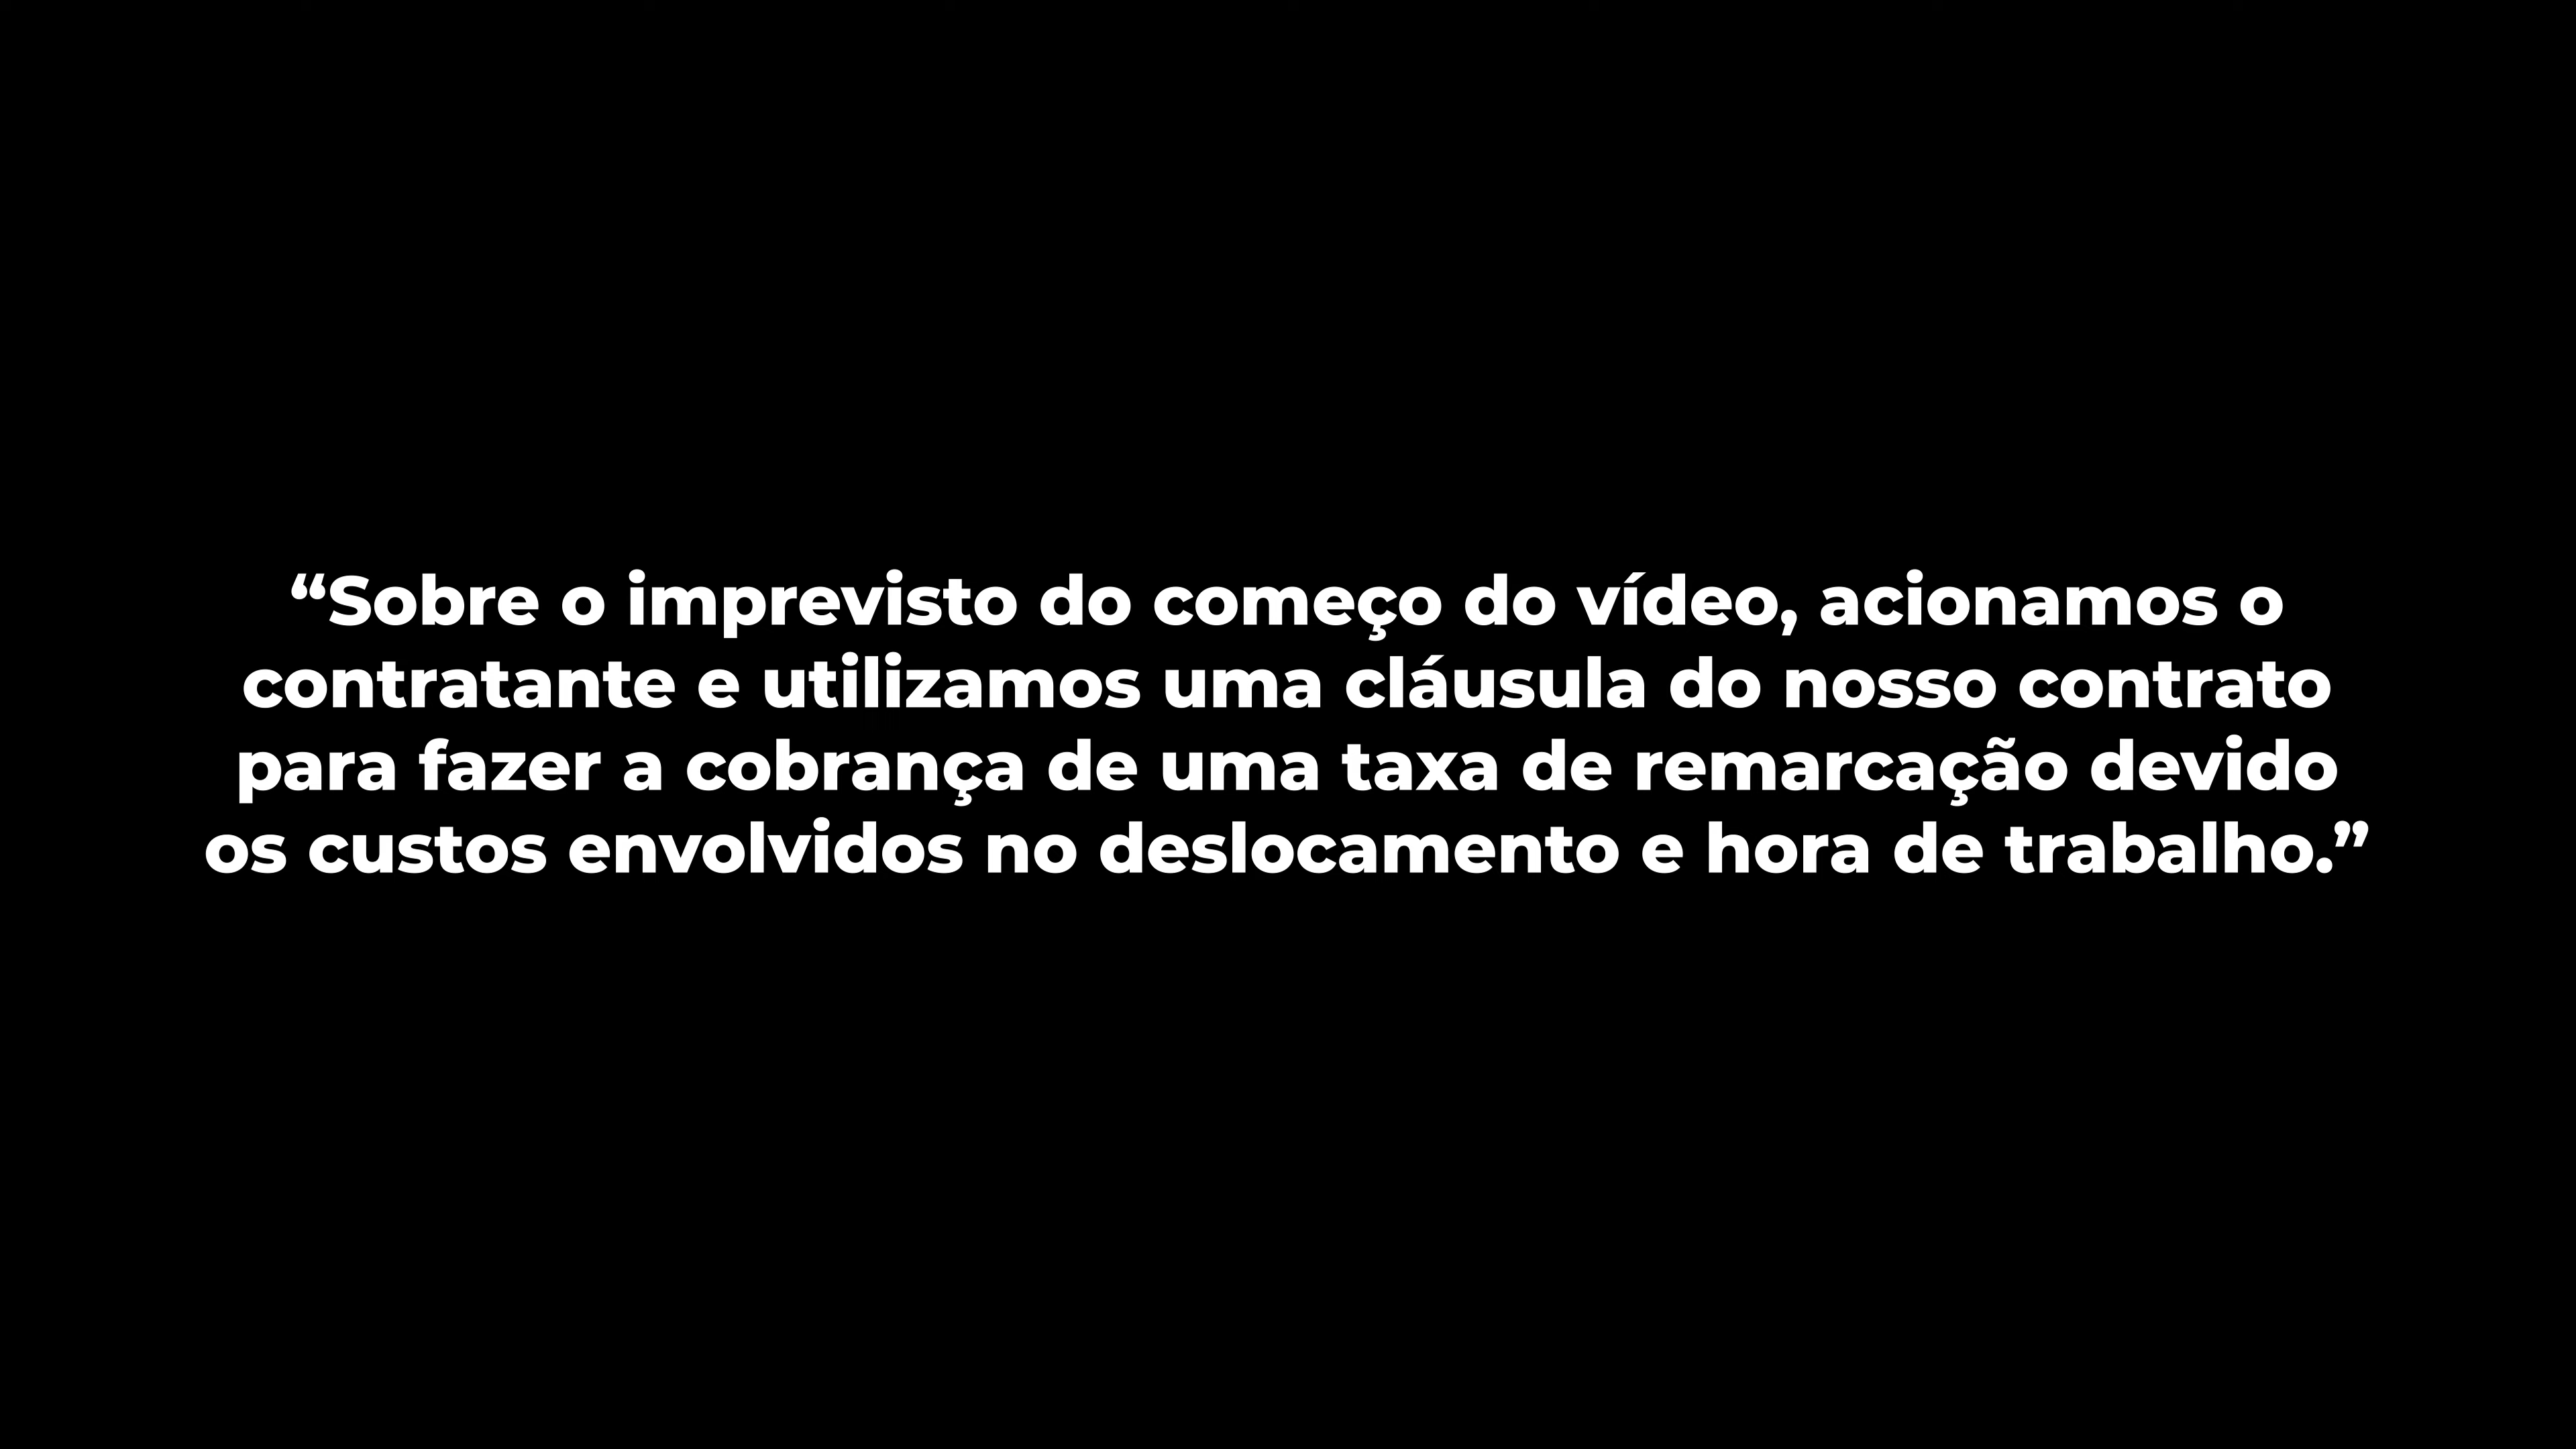 “Sobre o imprevisto do começo do vídeo, acionamos o
contratante e utilizamos uma cláusula do nosso contrato
para fazer a cobrança de uma taxa de remarcação devido
os custos envolvidos no deslocamento e hora de trabalho.”